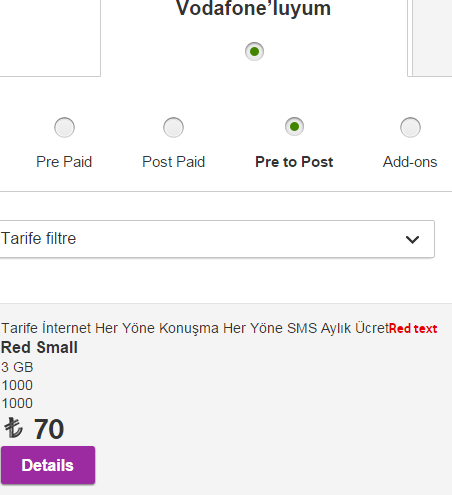 Vodafone’luyum
Pre Paid Post Paid Pre to Post Add-ons
Tarife filtre
Tarife İnternet Her Yöne Konuşma Her Yöne SMS Aylık ÜcretRed text
Red Small
3 GB
1000
1000
₺ 70
Details